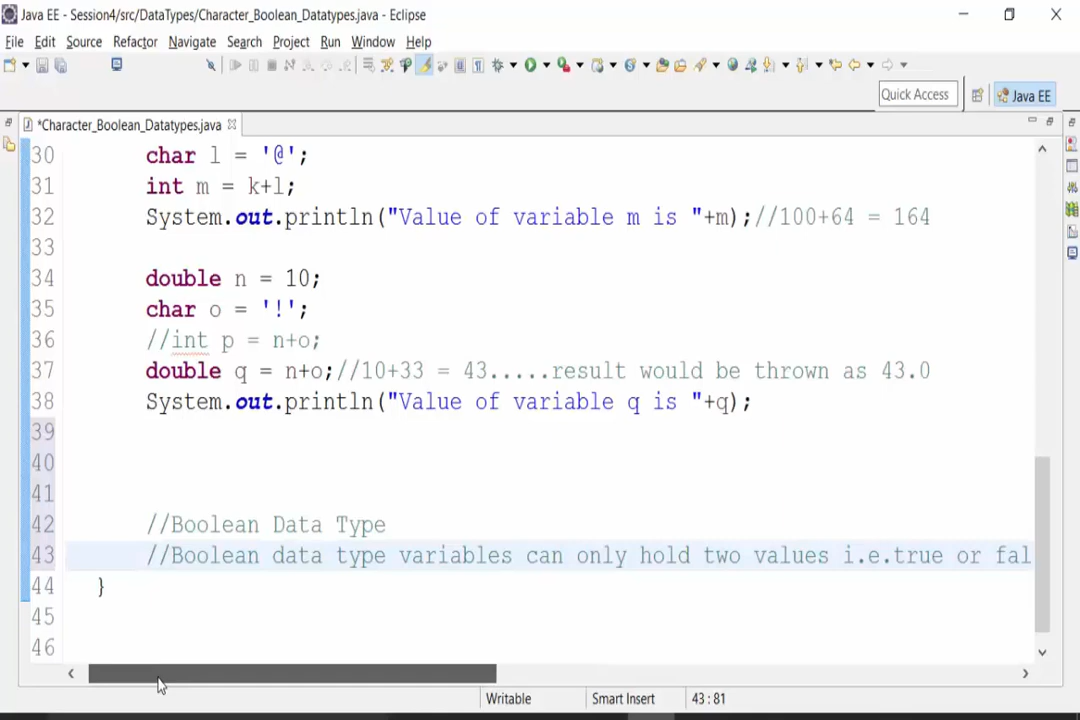 Java EE - Session4/src/DataTypes/Character_Boolean_Datatypes.java - Eclipse
File Edit Source Refactor Navigate Search Project Run Window Help
Quick Access
Java EE
*Character_Boolean_Datatypes.java
30 char l = '@';
31 int m = k+l;
32 System.out.println("Value of variable m is "+m);//100+64 = 164
33
34 double n = 10;
35 char o = '!';
36 //int p = n+o;
37 double q = n+o;//10+33 = 43.....result would be thrown as 43.0
38 System.out.println("Value of variable q is "+q);
39
40
41
42 //Boolean Data Type
43 //Boolean data type variables can only hold two values i.e.true or fal
44 }
45
46
Writable Smart Insert 43 : 81